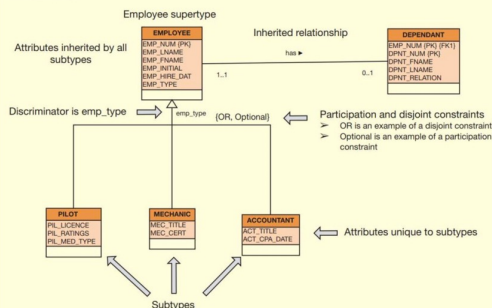 Employee supertype
EMPLOYEE
EMP_NUM {PK}
EMP_LNAME
EMP_FNAME
EMP_INITIAL
EMP_HIRE_DAT
EMP_TYPE
Attributes inherited by all
subtypes
Inherited relationship
has ►
1..1
0..1
DEPENDANT
EMP_NUM {PK} {FK1}
DPNT_NUM {PK}
DPNT_FNAME
DPNT_LNAME
DPNT_RELATION
Discriminator is emp_type
emp_type
{OR, Optional}
Participation and disjoint constraints
➢ OR is an example of a disjoint constraint
➢ Optional is an example of a participation
constraint
PILOT
PIL_LICENCE
PIL_RATINGS
PIL_MED_TYPE
MECHANIC
MEC_TITLE
MEC_CERT
ACCOUNTANT
ACT_TITLE
ACT_CPA_DATE
Attributes unique to subtypes
Subtypes